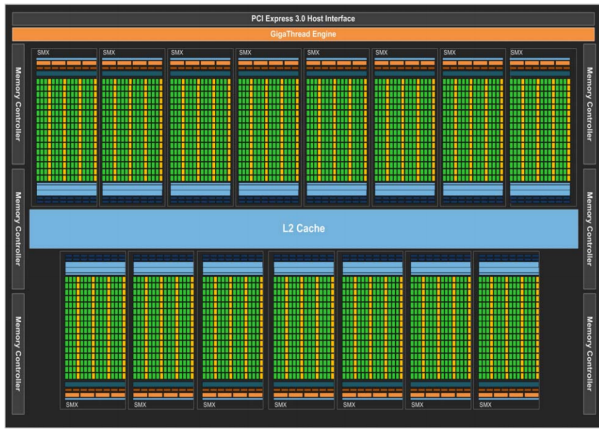 PCI Express 3.0 Host Interface
GigaThread Engine
SMX SMX SMX SMX SMX SMX SMX SMX
Memory Controller
Memory Controller
Memory Controller
Memory Controller
L2 Cache
Memory Controller
Memory Controller
SMX SMX SMX SMX SMX SMX SMX